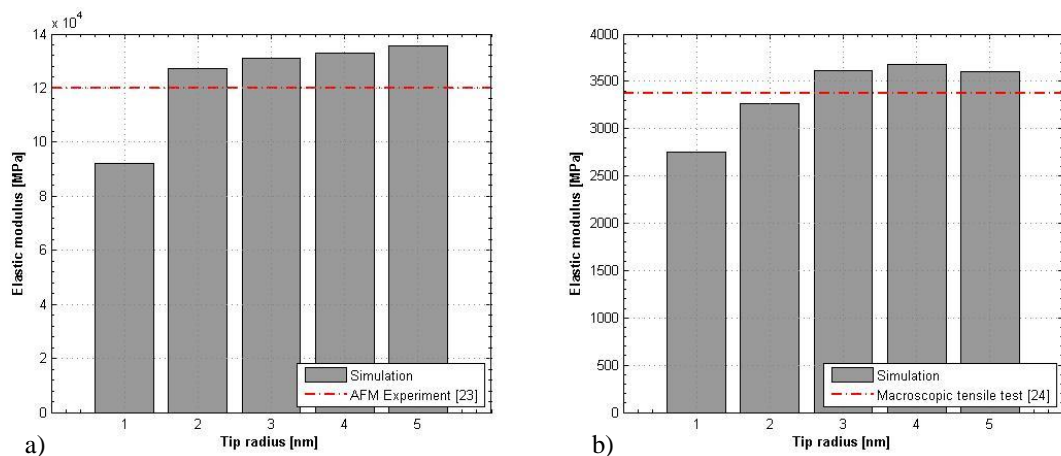 x 10⁴
14
12
10
8
6
4
2
0
Elastic modulus [MPa]
1 2 3 4 5
Tip radius [nm]
Simulation
AFM Experiment [23]
a)
4000
3500
3000
2500
2000
1500
1000
500
0
Elastic modulus [MPa]
1 2 3 4 5
Tip radius [nm]
Simulation
Macroscopic tensile test [24]
b)